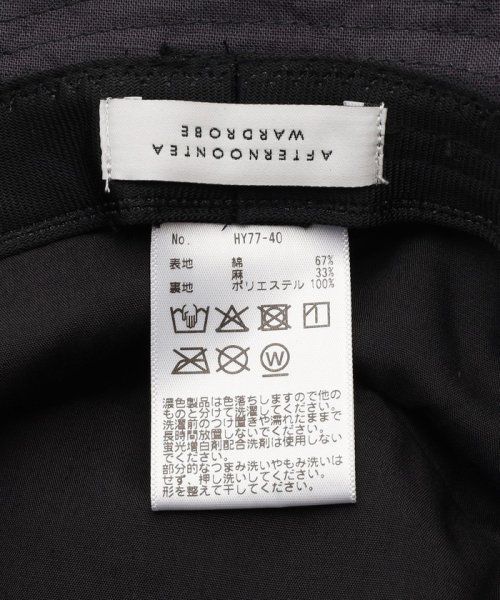 AFTERNOONTEA
WARDROBE
No. HY77-40
表地 綿 67%
麻 33%
裏地 ポリエステル 100%
W
濃色製品は色落ちしますので他の
ものと分けて洗濯してください。
洗濯前のつけ置きや濡れたままで
長時間放置しないでください。
蛍光増白剤配合洗剤は使用しない
でください。
部分的なつまみ洗いやもみ洗いは
せず、押し洗いしてください。
形を整えて干してください。